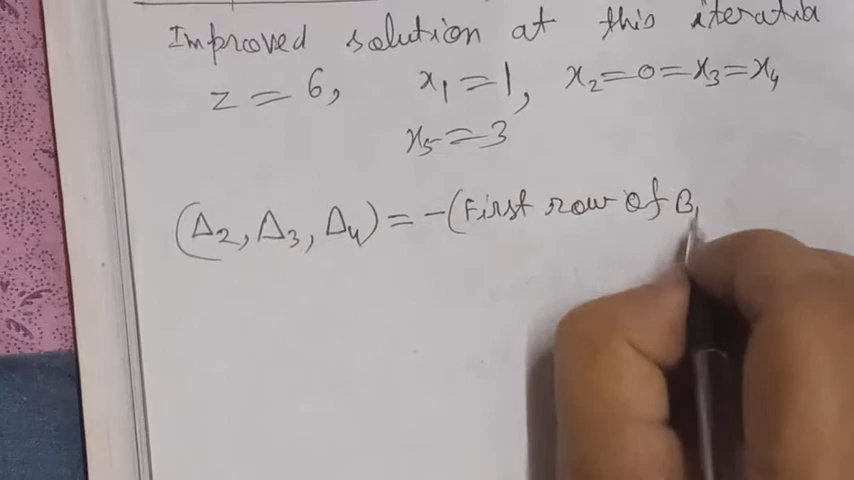 Improved solution at this iteratia
z = 6, x₁ = 1, x₂ = 0 = x₃ = x₄
x₅ = 3
(Δ₂, Δ₃, Δ₄) = -(First row of B₁